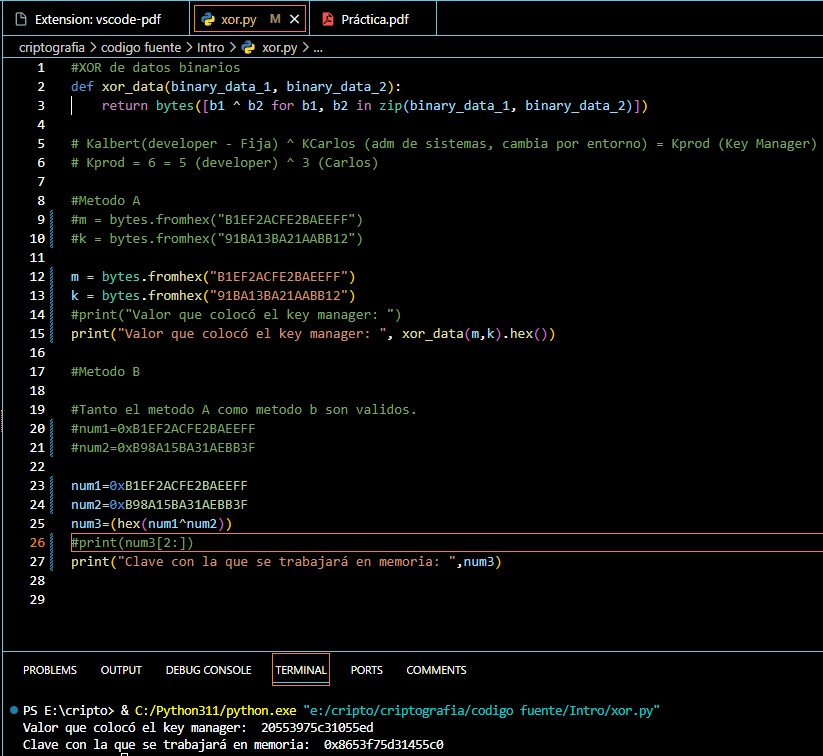 Extension: vscode-pdf
xor.py M
Práctica.pdf
criptografia > codigo fuente > Intro > xor.py > ...
1 #XOR de datos binarios
2 def xor_data(binary_data_1, binary_data_2):
3     return bytes([b1 ^ b2 for b1, b2 in zip(binary_data_1, binary_data_2)])
4
5 # Kalbert(developer - Fija) ^ KCarlos (adm de sistemas, cambia por entorno) = Kprod (Key Manager)
6 # Kprod = 6 = 5 (developer) ^ 3 (Carlos)
7
8 #Metodo A
9 #m = bytes.fromhex("B1EF2ACFE2BAEEFF")
10 #k = bytes.fromhex("91BA13BA21AABB12")
11
12 m = bytes.fromhex("B1EF2ACFE2BAEEFF")
13 k = bytes.fromhex("91BA13BA21AABB12")
14 #print("Valor que colocó el key manager: ")
15 print("Valor que colocó el key manager: ", xor_data(m,k).hex())
16
17 #Metodo B
18
19 #Tanto el metodo A como metodo b son validos.
20 #num1=0xB1EF2ACFE2BAEEFF
21 #num2=0xB98A15BA31AEBB3F
22
23 num1=0xB1EF2ACFE2BAEEFF
24 num2=0xB98A15BA31AEBB3F
25 num3=(hex(num1^num2))
26 #print(num3[2:])
27 print("Clave con la que se trabajará en memoria: ",num3)
28
29
PROBLEMS OUTPUT DEBUG CONSOLE TERMINAL PORTS COMMENTS
PS E:\cripto> & C:/Python311/python.exe "e:/cripto/criptografia/codigo fuente/Intro/xor.py"
Valor que colocó el key manager:  20553975c31055ed
Clave con la que se trabajará en memoria:  0x8653f75d31455c0